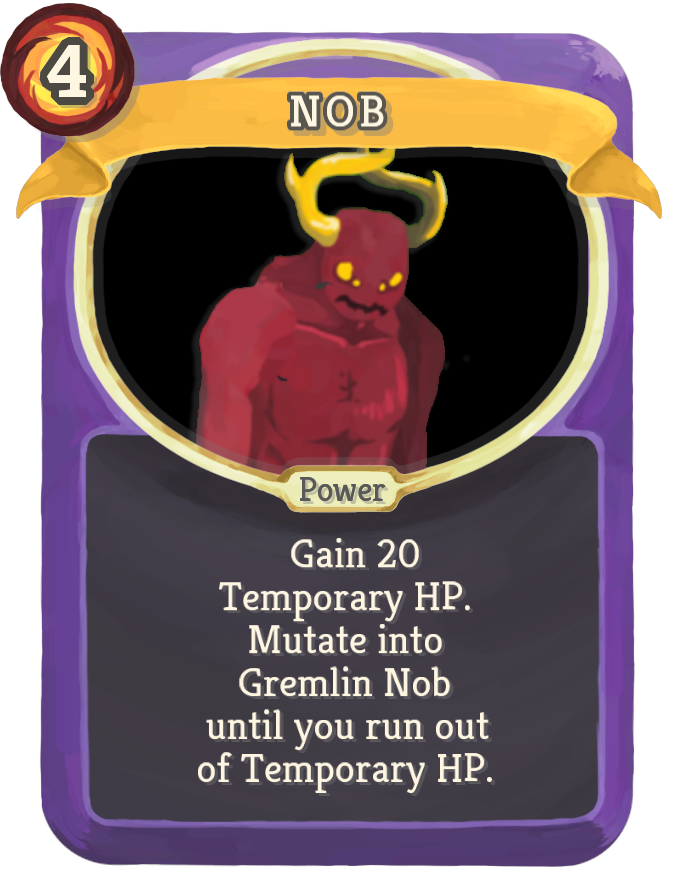 4
NOB
Power
Gain 20
Temporary HP.
Mutate into
Gremlin Nob
until you run out
of Temporary HP.